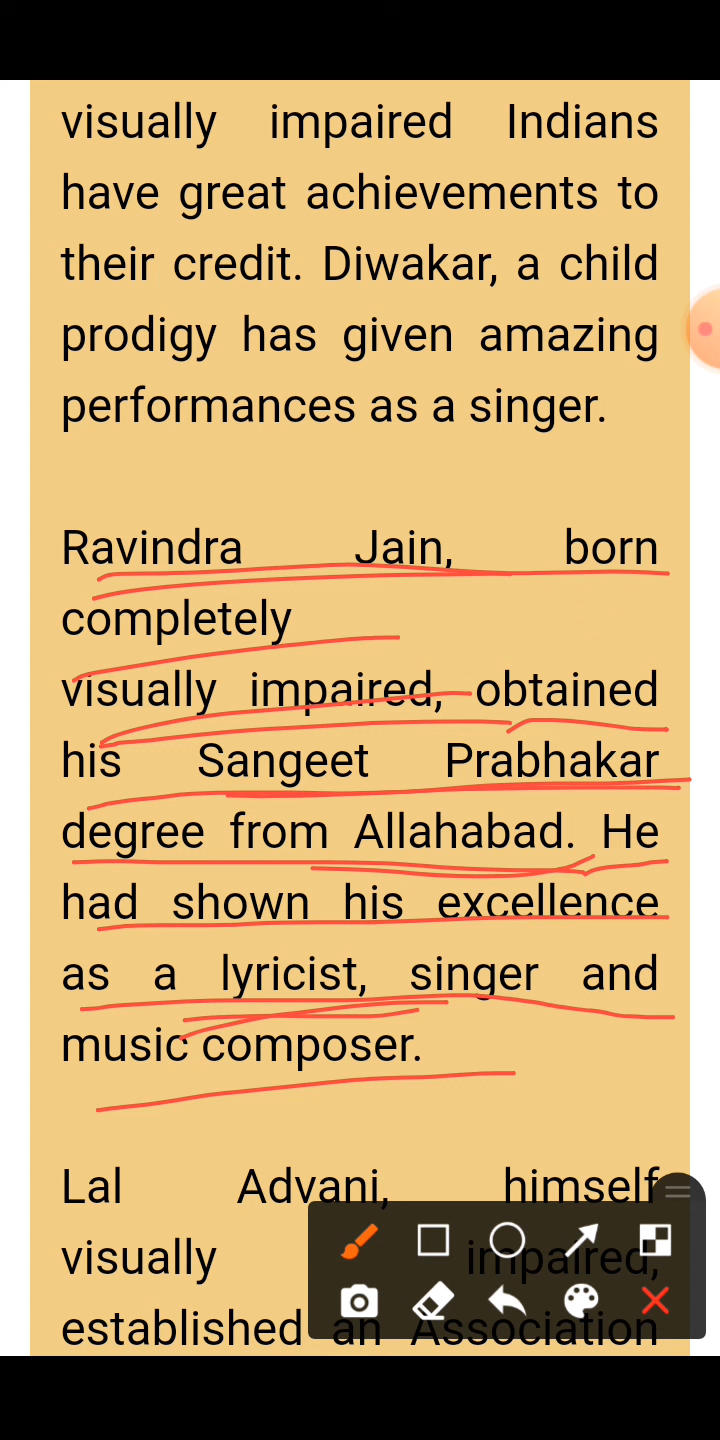 visually impaired Indians
have great achievements to
their credit. Diwakar, a child
prodigy has given amazing
performances as a singer.
Ravindra Jain, born
completely
visually impaired, obtained
his Sangeet Prabhakar
degree from Allahabad. He
had shown his excellence
as a lyricist, singer and
music composer.
Lal Advani, himself
visually impaired,
established an Association